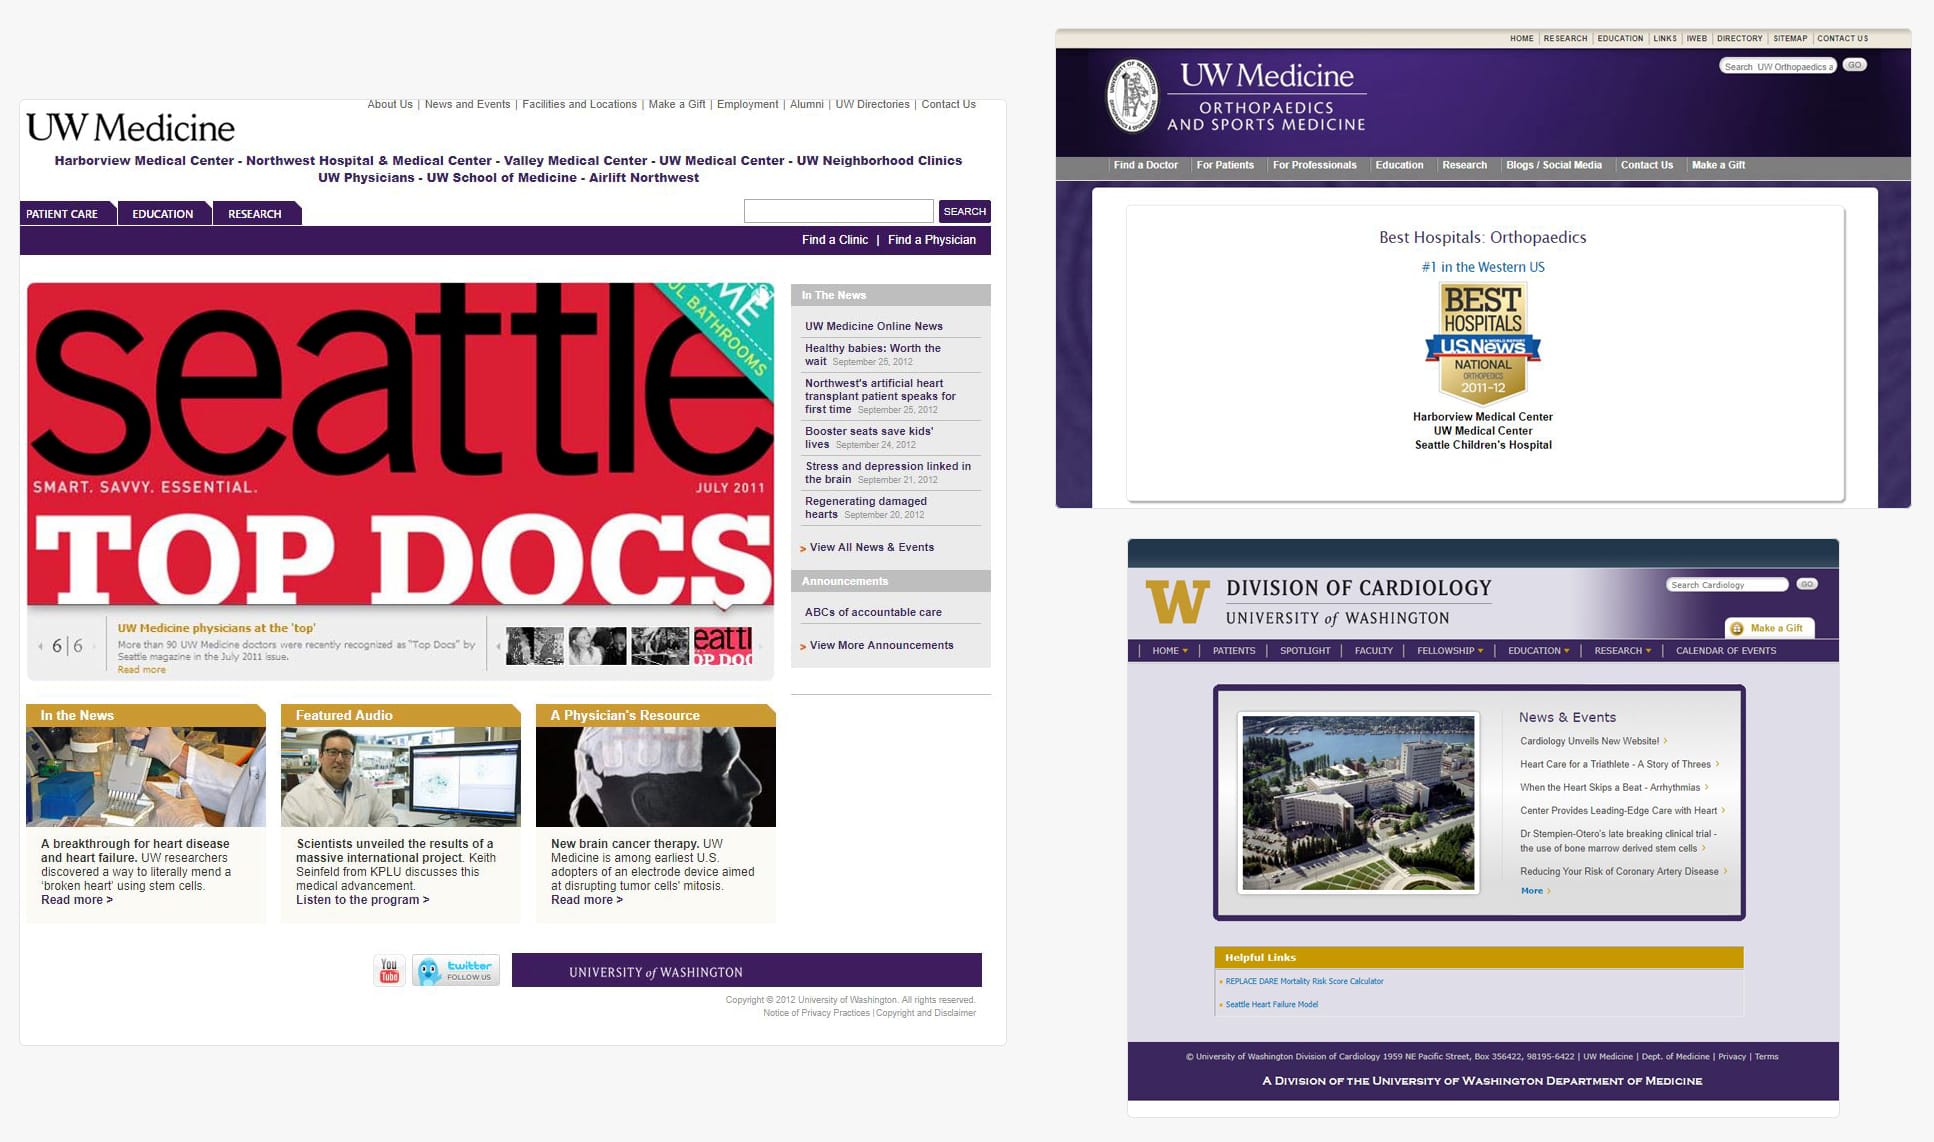 About Us | News and Events | Facilities and Locations | Make a Gift | Employment | Alumni | UW Directories | Contact Us
UW Medicine
Harborview Medical Center - Northwest Hospital & Medical Center - Valley Medical Center - UW Medical Center - UW Neighborhood Clinics
UW Physicians - UW School of Medicine - Airlift Northwest
PATIENT CARE EDUCATION RESEARCH
SEARCH
Find a Clinic | Find a Physician
seattle
BATHROOMS
SMART. SAVVY. ESSENTIAL.
JULY 2011
TOP DOCS
6|6
UW Medicine physicians at the 'top'
More than 90 UW Medicine doctors were recently recognized as "Top Docs" by
Seattle magazine in the July 2011 issue.
Read more
In The News
UW Medicine Online News
Healthy babies: Worth the
wait September 25, 2012
Northwest's artificial heart
transplant patient speaks for
first time September 25, 2012
Booster seats save kids'
lives September 24, 2012
Stress and depression linked in
the brain September 21, 2012
Regenerating damaged
hearts September 20, 2012
> View All News & Events
Announcements
ABCs of accountable care
> View More Announcements
In the News
A breakthrough for heart disease
and heart failure. UW researchers
discovered a way to literally mend a
'broken heart' using stem cells.
Read more >
Featured Audio
Scientists unveiled the results of a
massive international project. Keith
Seinfeld from KPLU discusses this
medical advancement.
Listen to the program >
A Physician's Resource
New brain cancer therapy. UW
Medicine is among earliest U.S.
adopters of an electrode device aimed
at disrupting tumor cells' mitosis.
Read more >
You Tube
twitter
FOLLOW US
UNIVERSITY of WASHINGTON
Copyright © 2012 University of Washington. All rights reserved.
Notice of Privacy Practices | Copyright and Disclaimer
HOME | RESEARCH | EDUCATION | LINKS | IWEB | DIRECTORY | SITEMAP | CONTACT US
UW Medicine
ORTHOPAEDICS
AND SPORTS MEDICINE
Search UW Orthopaedics a GO
Find a Doctor | For Patients | For Professionals | Education | Research | Blogs / Social Media | Contact Us | Make a Gift
Best Hospitals: Orthopaedics
#1 in the Western US
BEST
HOSPITALS
U.S.News
& WORLD REPORT
NATIONAL
ORTHOPEDICS
2011-12
Harborview Medical Center
UW Medical Center
Seattle Children's Hospital
W
DIVISION OF CARDIOLOGY
UNIVERSITY of WASHINGTON
Search Cardiology GO
Make a Gift
| HOME | PATIENTS | SPOTLIGHT | FACULTY | FELLOWSHIP | EDUCATION | RESEARCH | CALENDAR OF EVENTS
News & Events
Cardiology Unveils New Website! >
Heart Care for a Triathlete - A Story of Threes >
When the Heart Skips a Beat - Arrhythmias >
Center Provides Leading-Edge Care with Heart >
Dr Stempien-Otero's late breaking clinical trial -
the use of bone marrow derived stem cells >
Reducing Your Risk of Coronary Artery Disease >
More >
Helpful Links
REPLACE DARE Mortality Risk Score Calculator
Seattle Heart Failure Model
© University of Washington Division of Cardiology 1959 NE Pacific Street, Box 356422, 98195-6422 | UW Medicine | Dept. of Medicine | Privacy | Terms
A DIVISION OF THE UNIVERSITY OF WASHINGTON DEPARTMENT OF MEDICINE